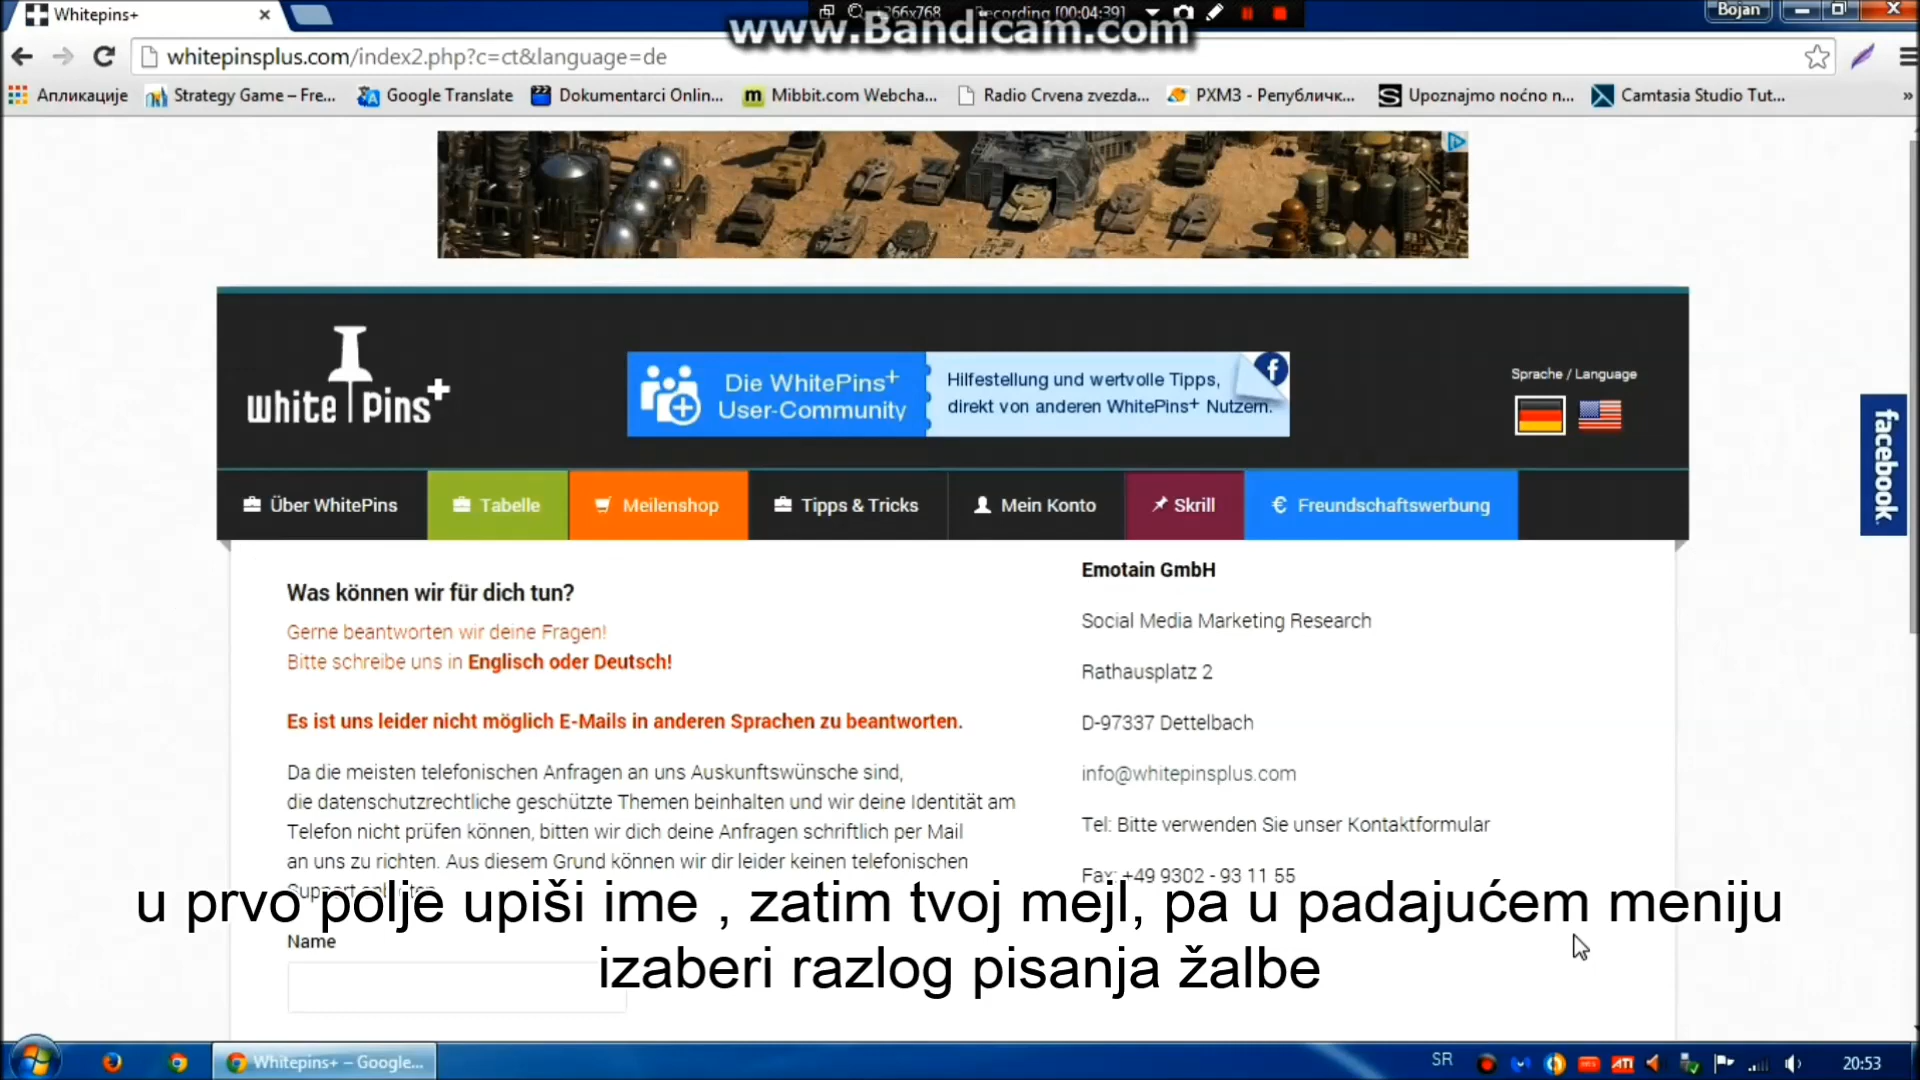 Whitepins+
1366x768
Recording [00:04:39]
www.Bandicam.com
Bojan
whitepinsplus.com/index2.php?c=ct&language=de
Апликације
Strategy Game – Fre...
Google Translate
Dokumentarci Onlin...
Mibbit.com Webcha...
Radio Crvena zvezda...
РХМЗ - Републичк...
Upoznajmo noćno n...
Camtasia Studio Tut...
»
white Pins+
Die WhitePins+
User-Community
Hilfestellung und wertvolle Tipps,
direkt von anderen WhitePins+ Nutzern.
Sprache / Language
facebook
Über WhitePins
Tabelle
Meilenshop
Tipps & Tricks
Mein Konto
Skrill
€ Freundschaftswerbung
Was können wir für dich tun?
Gerne beantworten wir deine Fragen!
Bitte schreibe uns in Englisch oder Deutsch!
Es ist uns leider nicht möglich E-Mails in anderen Sprachen zu beantworten.
Da die meisten telefonischen Anfragen an uns Auskunftswünsche sind,
die datenschutzrechtliche geschützte Themen beinhalten und wir deine Identität am
Telefon nicht prüfen können, bitten wir dich deine Anfragen schriftlich per Mail
an uns zu richten. Aus diesem Grund können wir dir leider keinen telefonischen
Support
Name
Emotain GmbH
Social Media Marketing Research
Rathausplatz 2
D-97337 Dettelbach
info@whitepinsplus.com
Tel: Bitte verwenden Sie unser Kontaktformular
Fax: +49 9302 - 93 11 55
u prvo polje upiši ime , zatim tvoj mejl, pa u padajućem meniju
izaberi razlog pisanja žalbe
Whitepins+ – Google...
SR
ATI
20:53